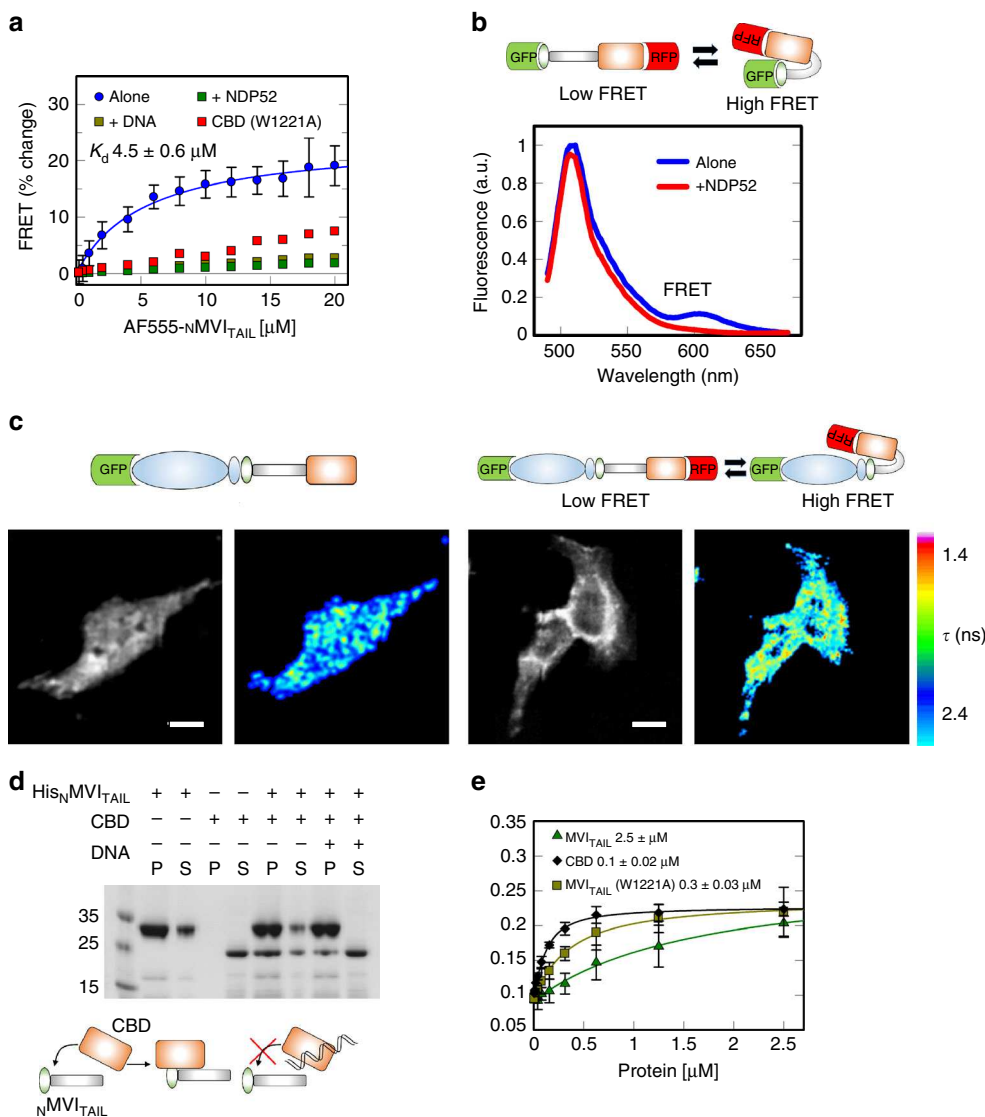 a
Alone
+ NDP52
+ DNA
CBD (W1221A)
Kd 4.5 ± 0.6 μM
30
20
10
0
FRET (% change)
0 5 10 15 20
AF555-NMVITAIL [μM]
b
GFP RFP RFP GFP
Low FRET
High FRET
1
0.8
0.6
0.4
0.2
0
Fluorescence (a.u.)
Alone
+NDP52
FRET
500 550 600 650
Wavelength (nm)
c
GFP
GFP RFP GFP RFP
Low FRET
High FRET
1.4
τ (ns)
2.4
d
HisNMVITAIL + + – – + + + +
CBD – – + + + + + +
DNA – – – – – – + +
P S P S P S P S
35
25
15
CBD
NMVITAIL
e
0.35
0.3
0.25
0.2
0.15
0.1
0.05
MVITAIL 2.5 ± μM
CBD 0.1 ± 0.02 μM
MVITAIL (W1221A) 0.3 ± 0.03 μM
0 0.5 1 1.5 2 2.5
Protein [μM]